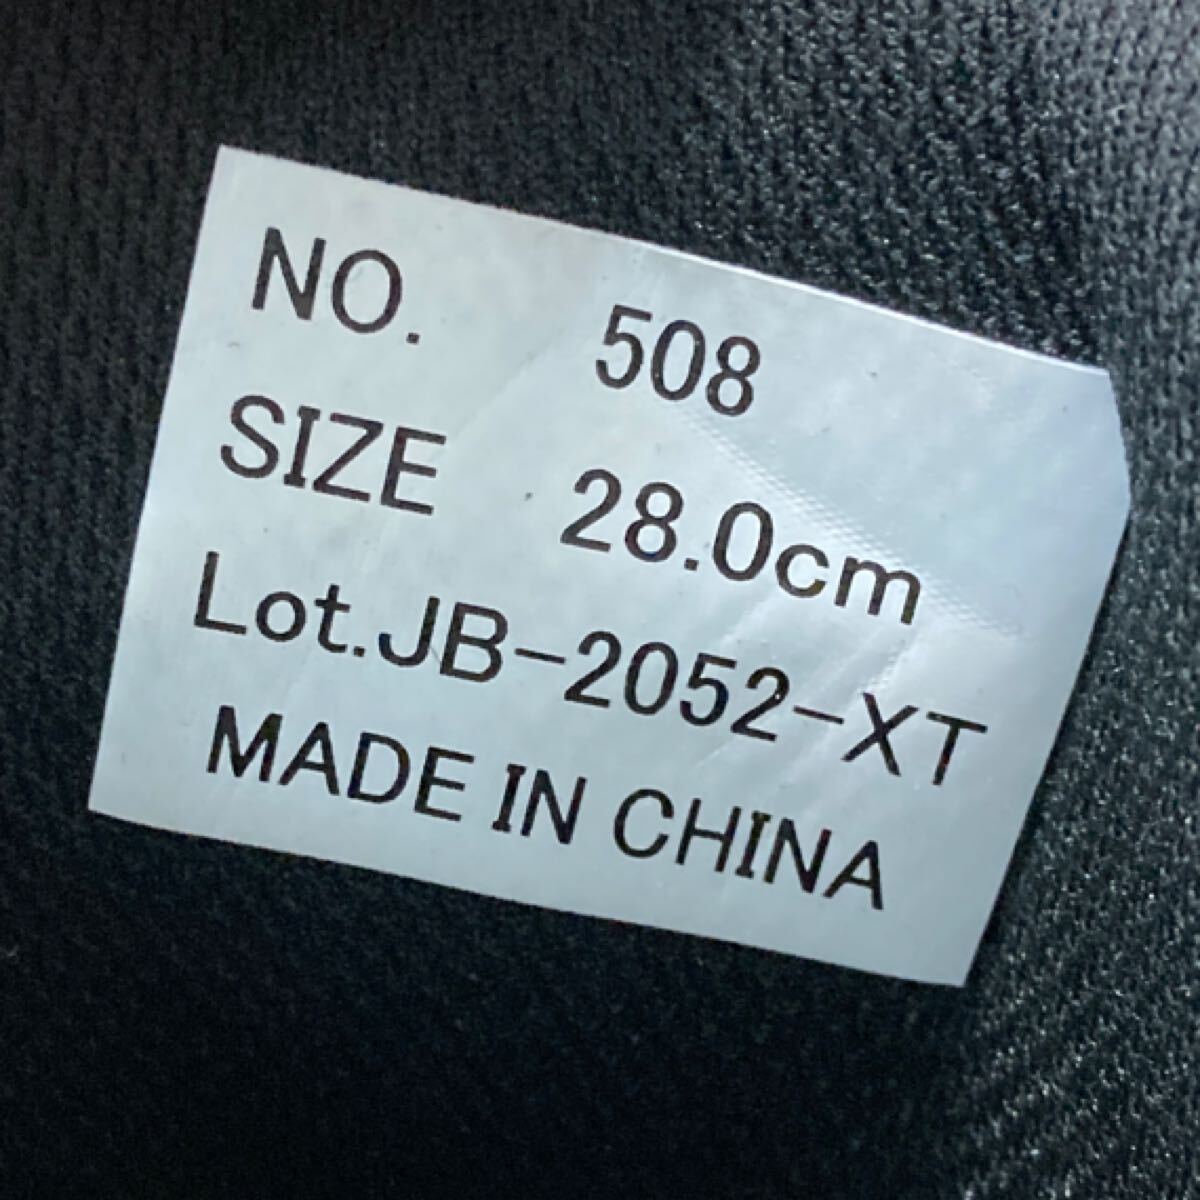 NO. 508
SIZE 28.0cm
Lot.JB-2052-XT
MADE IN CHINA